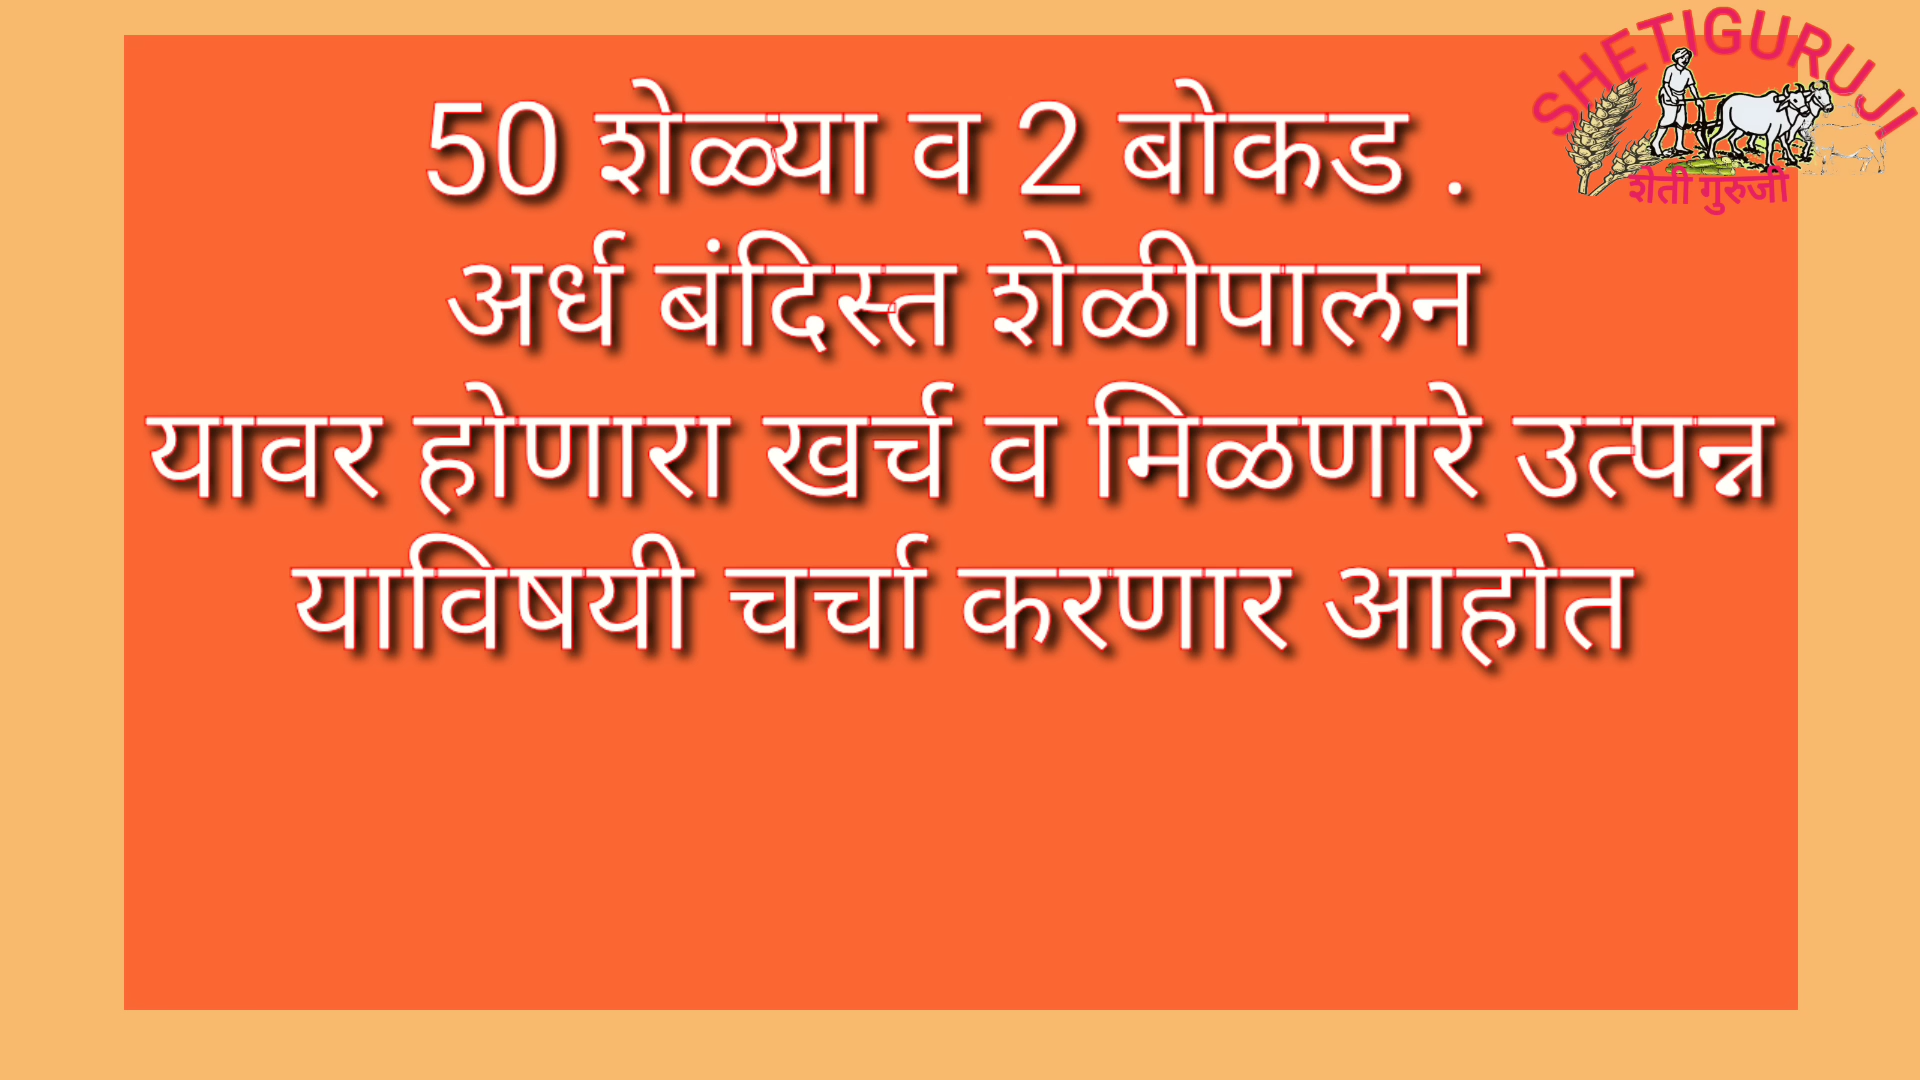 SHETIGURUJI
शेती गुरुजी
50 शेळ्या व 2 बोकड .
अर्ध बंदिस्त शेळीपालन
यावर होणारा खर्च व मिळणारे उत्पन्न
याविषयी चर्चा करणार आहोत